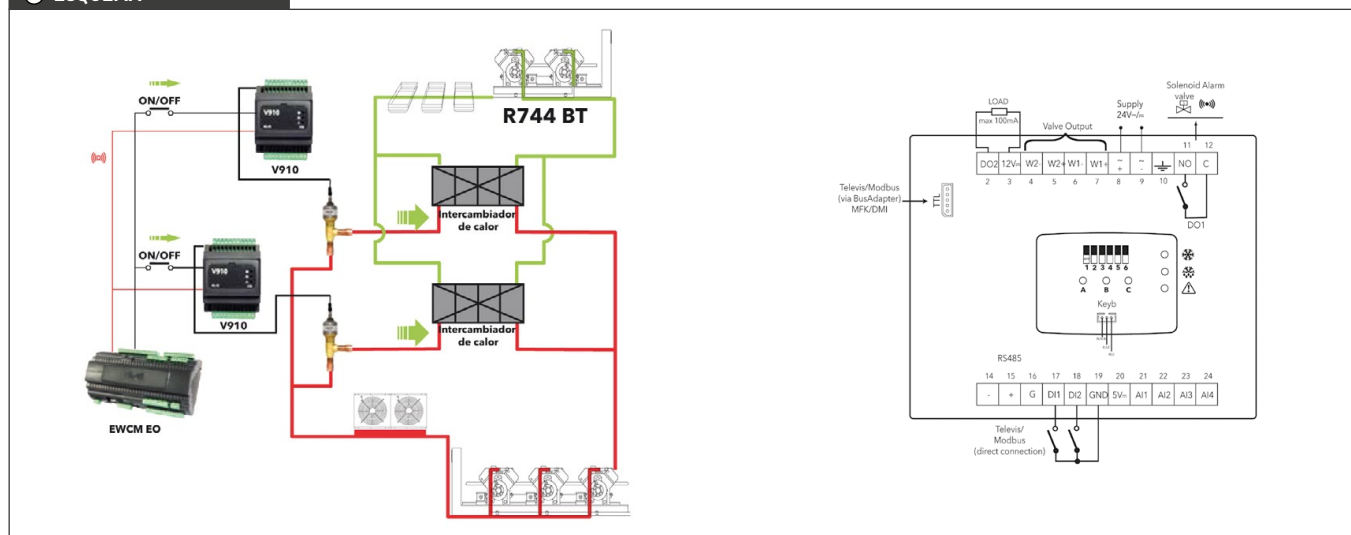 ON/OFF
V910
V910
R744 BT
Intercambiador
de calor
ON/OFF
V910
V910
Intercambiador
de calor
EWCM EO
Solenoid Alarm
valve
LOAD
max 100mA
Valve Output
Supply
24V~/
11 12
DO2 12V W2- W2+ W1- W1+ ~ + ~ - NO C
2 3 4 5 6 7 8 9 10
Televis/Modbus
(via BusAdapter)
MFK/DMI
TTL
DO1
1 2 3 4 5 6
A B C
Keyb
RS485
14 15 16 17 18 19 20 21 22 23 24
- + G DI1 DI2 GND 5V AI1 AI2 AI3 AI4
Televis/
Modbus
(direct connection)